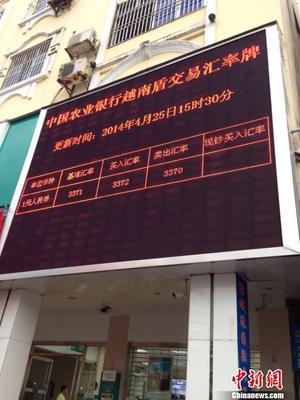 中国农业银行越南盾交易汇率牌
更新时间：2014年4月25日15时30分
单位币种 基准汇率 买入汇率 卖出汇率 现钞买入汇率
1元人民币 3371 3372 3370
中新网
Chinanews.com